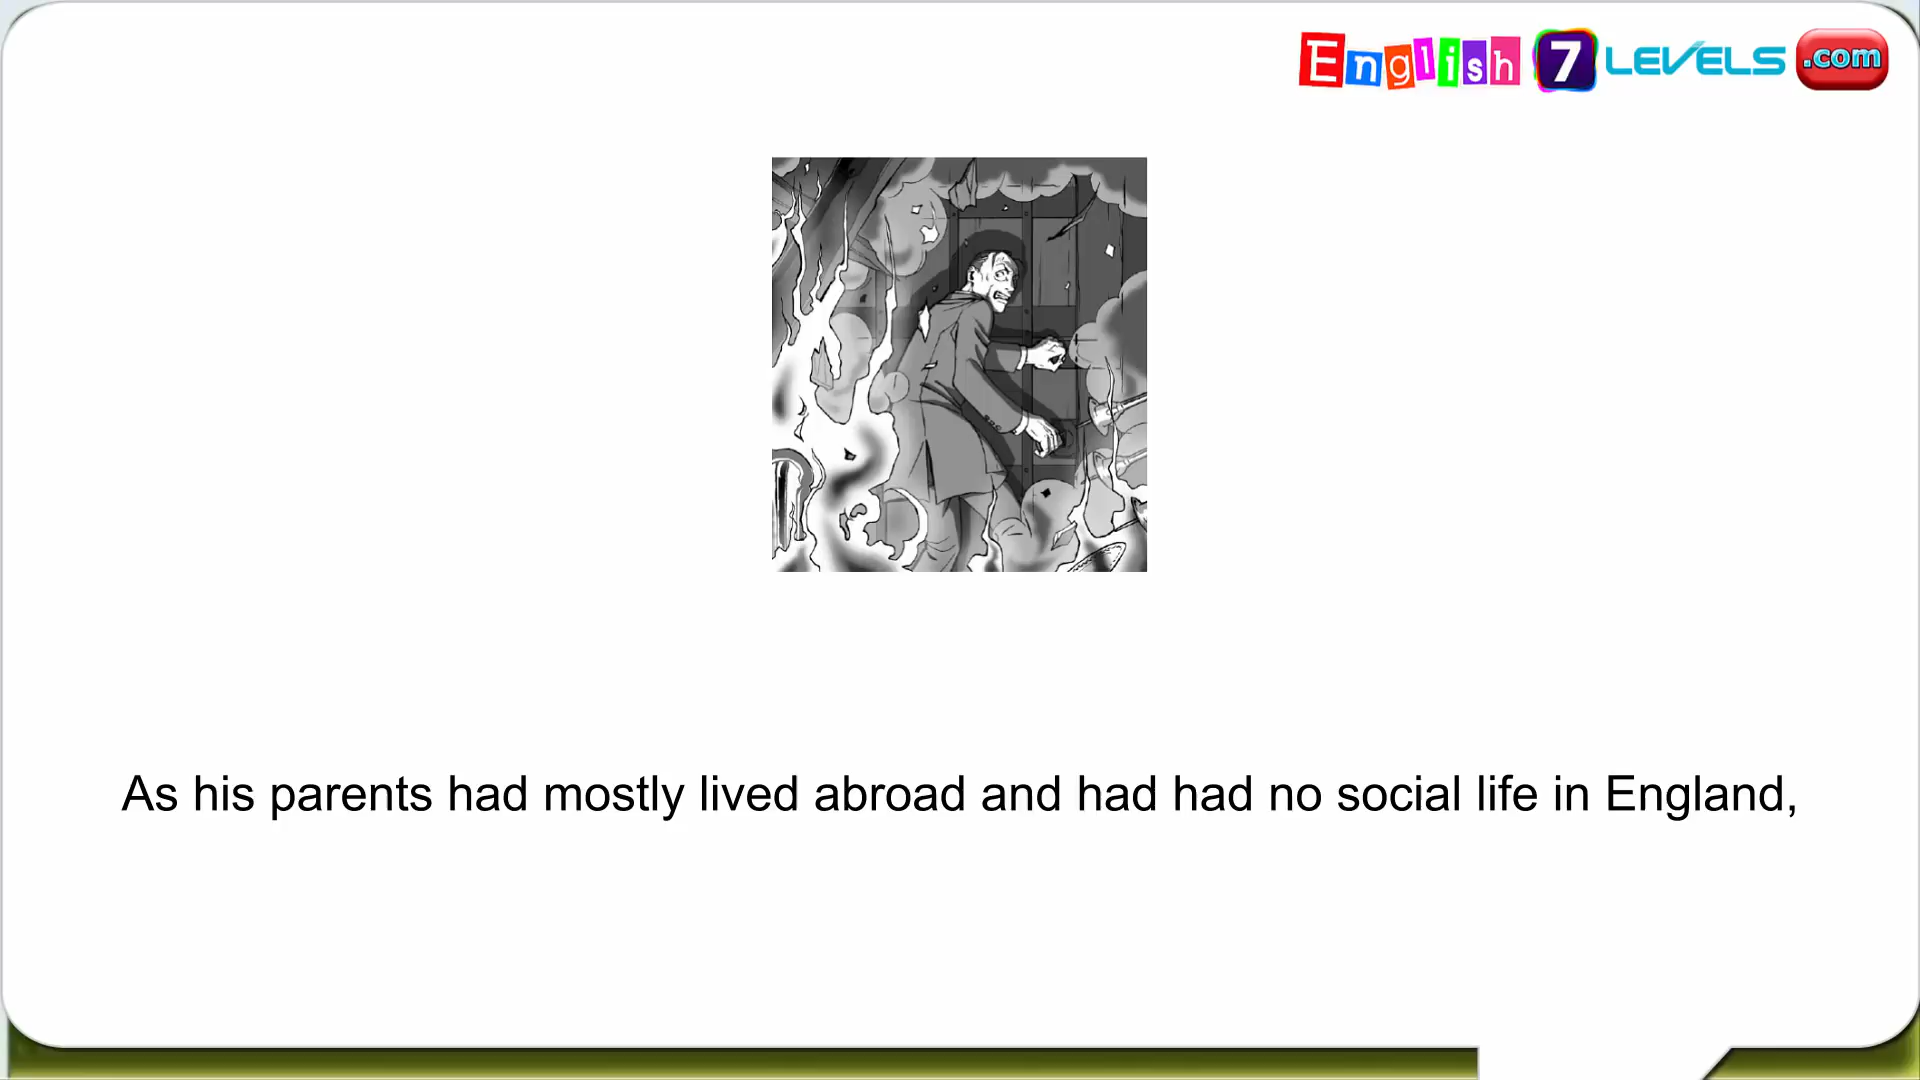 English 7 LEVELS .com
As his parents had mostly lived abroad and had had no social life in England,